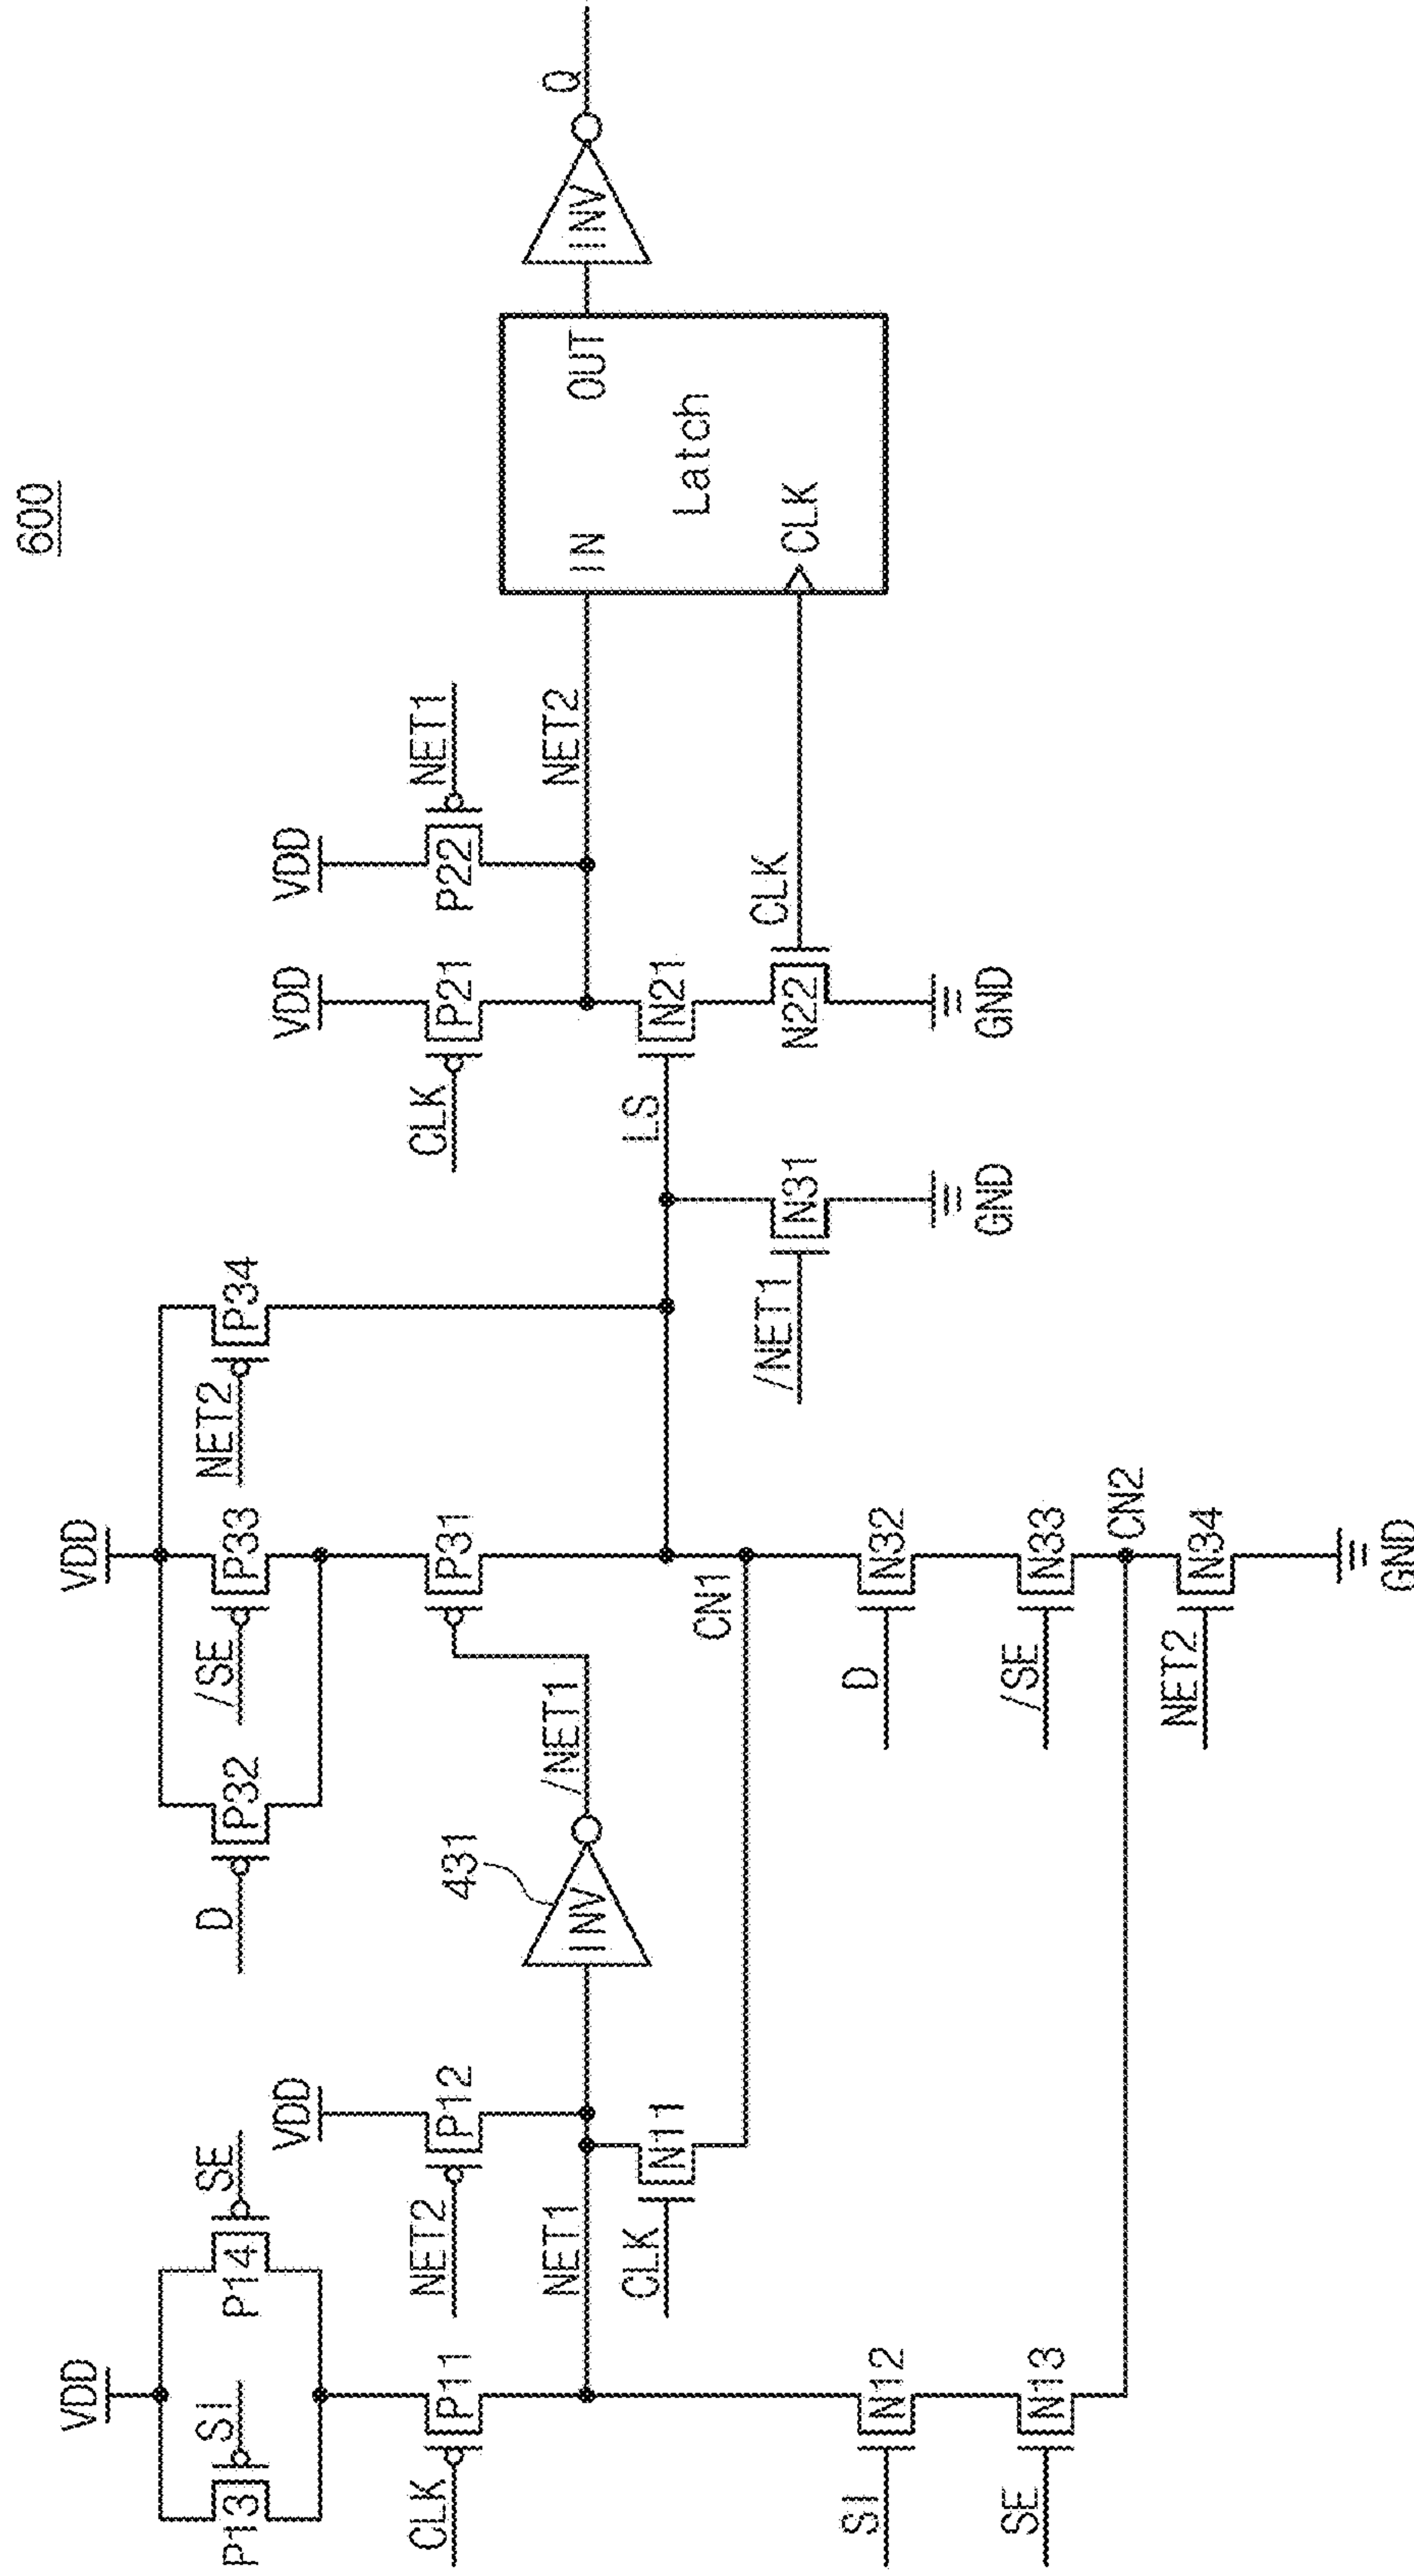 600
VDD
P13
SI
P14
SE
CLK
P11
VDD
NET2
P12
NET1
CLK
N11
SI
N12
SE
N13
INV
431
/NET1
VDD
D
P32
/SE
P33
NET2
P34
P31
CN1
D
N32
/SE
N33
CN2
NET2
N34
GND
/NET1
N31
GND
LS
VDD
CLK
P21
VDD
P22
NET1
NET2
N21
N22
CLK
GND
IN
OUT
Latch
CLK
INV
Q